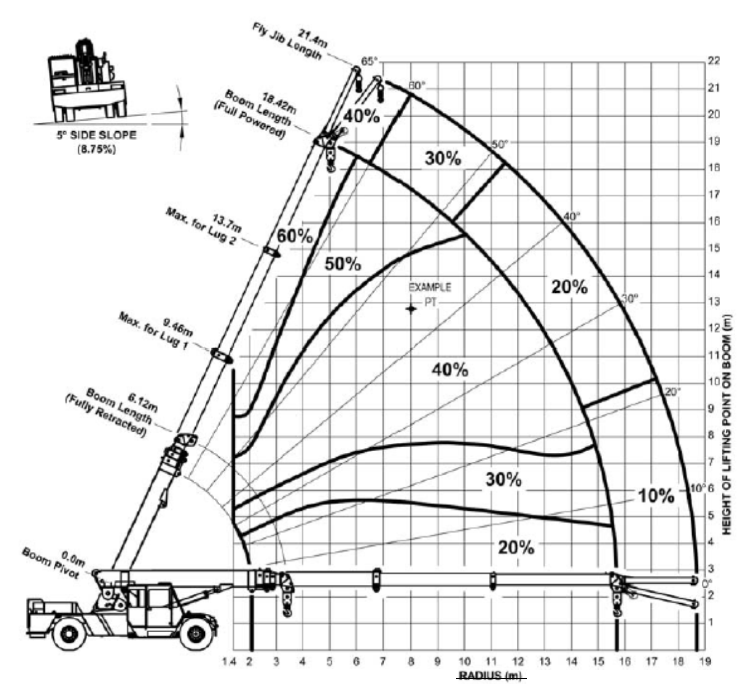 21.4m
Fly Jib Length
65°
60°
18.42m
Boom Length
(Full Powered)
5° SIDE SLOPE
(8.75%)
40%
30%
50°
13.7m
Max. for Lug 2
60%
50%
40°
EXAMPLE
PT
20%
30°
9.46m
Max. for Lug 1
40%
20°
6.12m
Boom Length
(Fully Retracted)
30%
10%
10°
20%
0.0m
Boom Pivot
0°
22
21
20
19
18
17
16
15
14
13
12
11
10
9
8
7
6
5
4
3
2
1
HEIGHT OF LIFTING POINT ON BOOM (m)
1.4 2 3 4 5 6 7 8 9 10 11 12 13 14 15 16 17 18 19
RADIUS (m)